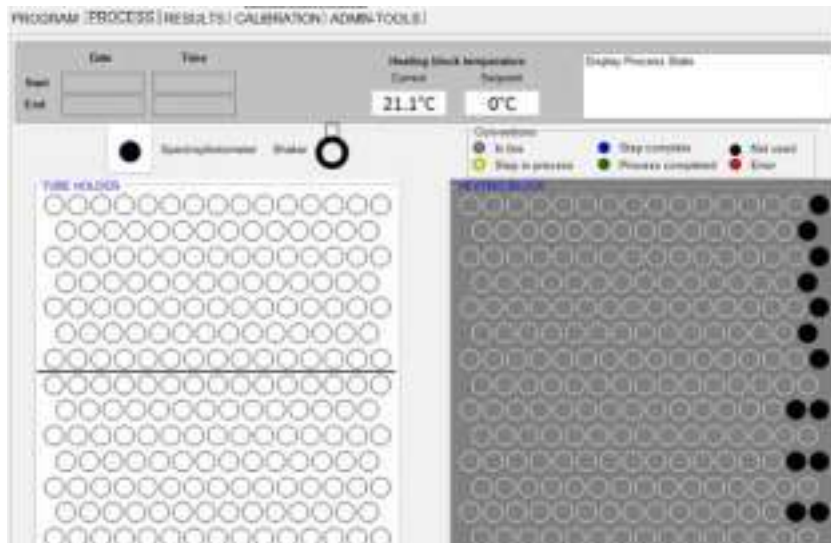 PROGRAM | PROCESS | RESULTS | CALIBRATION | ADMIN-TOOLS |
Date Time
Start
End
Heating block temperature
Current Setpoint
21.1°C 0°C
Display Process State
Spectrophotometer Shaker
Conventions
In line Step complete Not used
Step in process Process completed Error
TUBE HOLDER
HEATING BLOCK